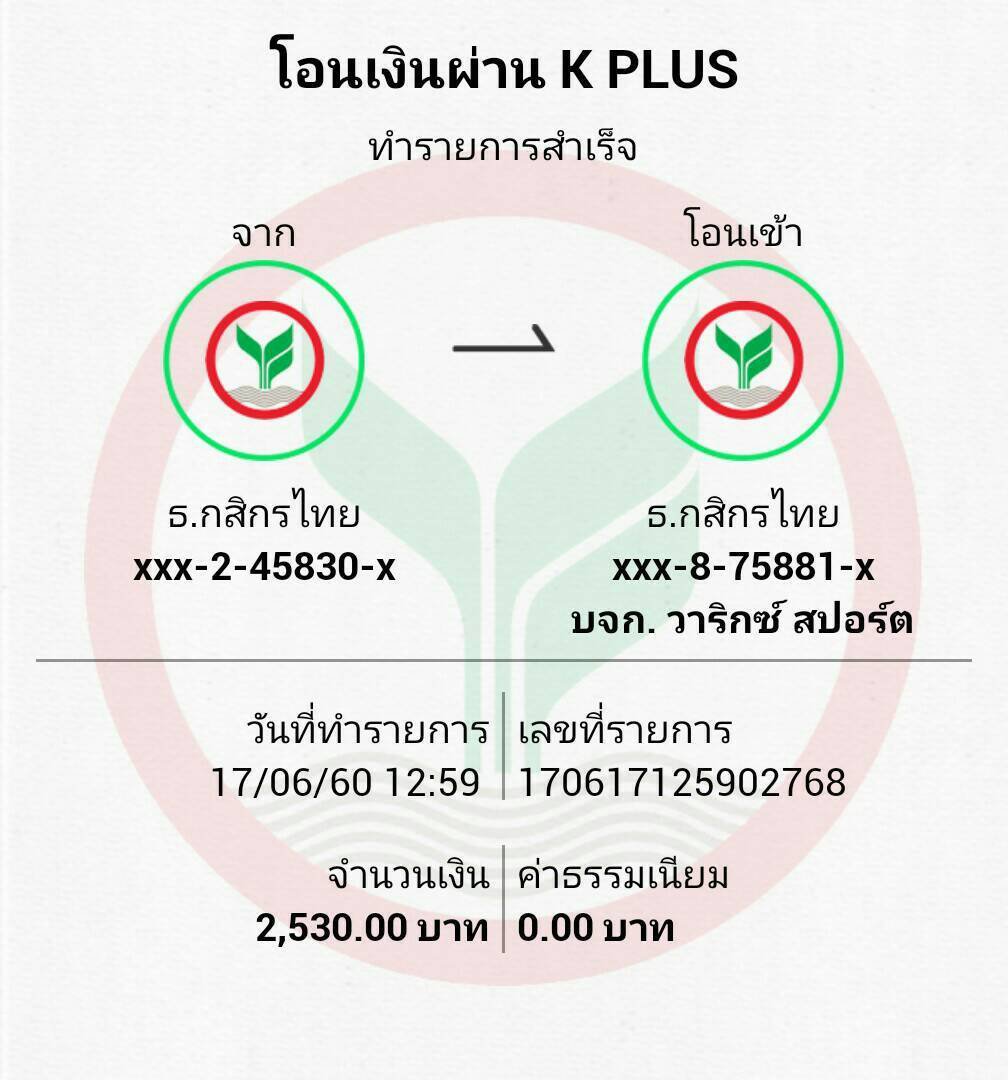 โอนเงินผ่าน K PLUS
ทำรายการสำเร็จ
จาก
โอนเข้า
ธ.กสิกรไทย
xxx-2-45830-x
ธ.กสิกรไทย
xxx-8-75881-x
บจก. วาริกซ์ สปอร์ต
วันที่ทำรายการ
17/06/60 12:59
เลขที่รายการ
170617125902768
จำนวนเงิน
2,530.00 บาท
ค่าธรรมเนียม
0.00 บาท